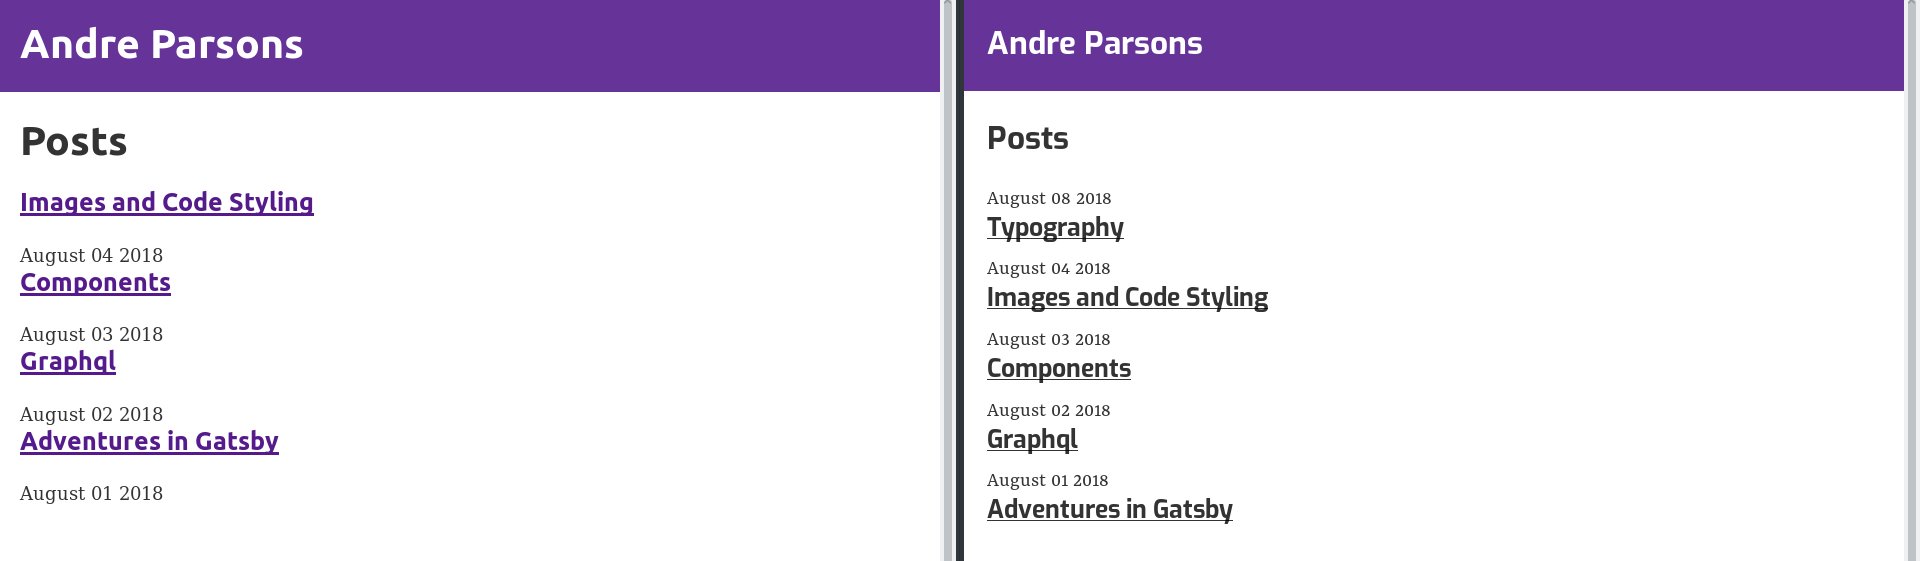 Andre Parsons
Posts
Images and Code Styling
August 04 2018
Components
August 03 2018
Graphql
August 02 2018
Adventures in Gatsby
August 01 2018
Andre Parsons
Posts
August 08 2018
Typography
August 04 2018
Images and Code Styling
August 03 2018
Components
August 02 2018
Graphql
August 01 2018
Adventures in Gatsby